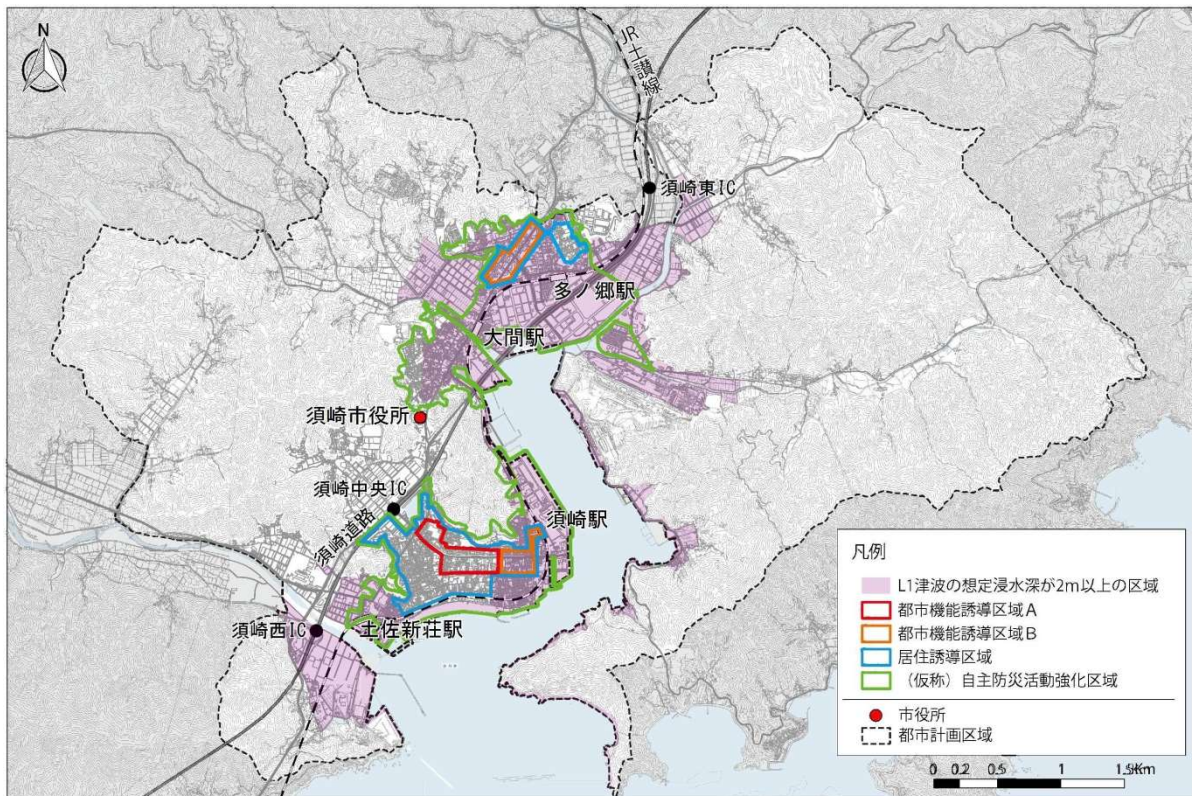 N
JR土讃線
須崎東IC
多ノ郷駅
大間駅
須崎市役所
須崎中央IC
須崎道路
須崎駅
須崎西IC
土佐新荘駅
凡例
L1津波の想定浸水深が2m以上の区域
都市機能誘導区域A
都市機能誘導区域B
居住誘導区域
(仮称)自主防災活動強化区域
市役所
都市計画区域
0 0.2 0.5 1 1.5Km